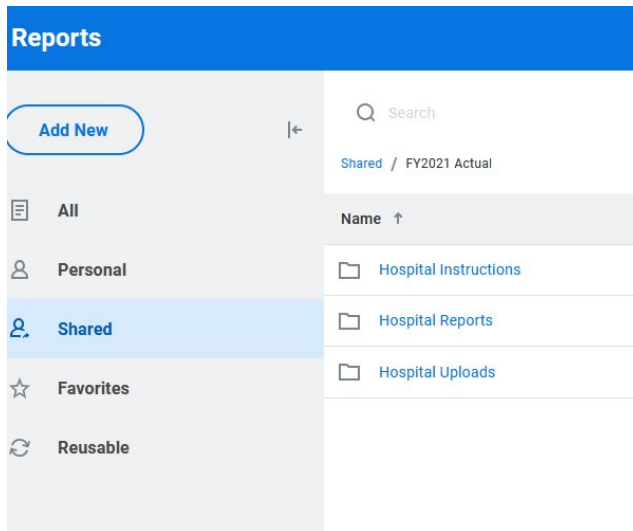 Reports
Add New
All
Personal
Shared
Favorites
Reusable
Search
Shared / FY2021 Actual
Name
Hospital Instructions
Hospital Reports
Hospital Uploads